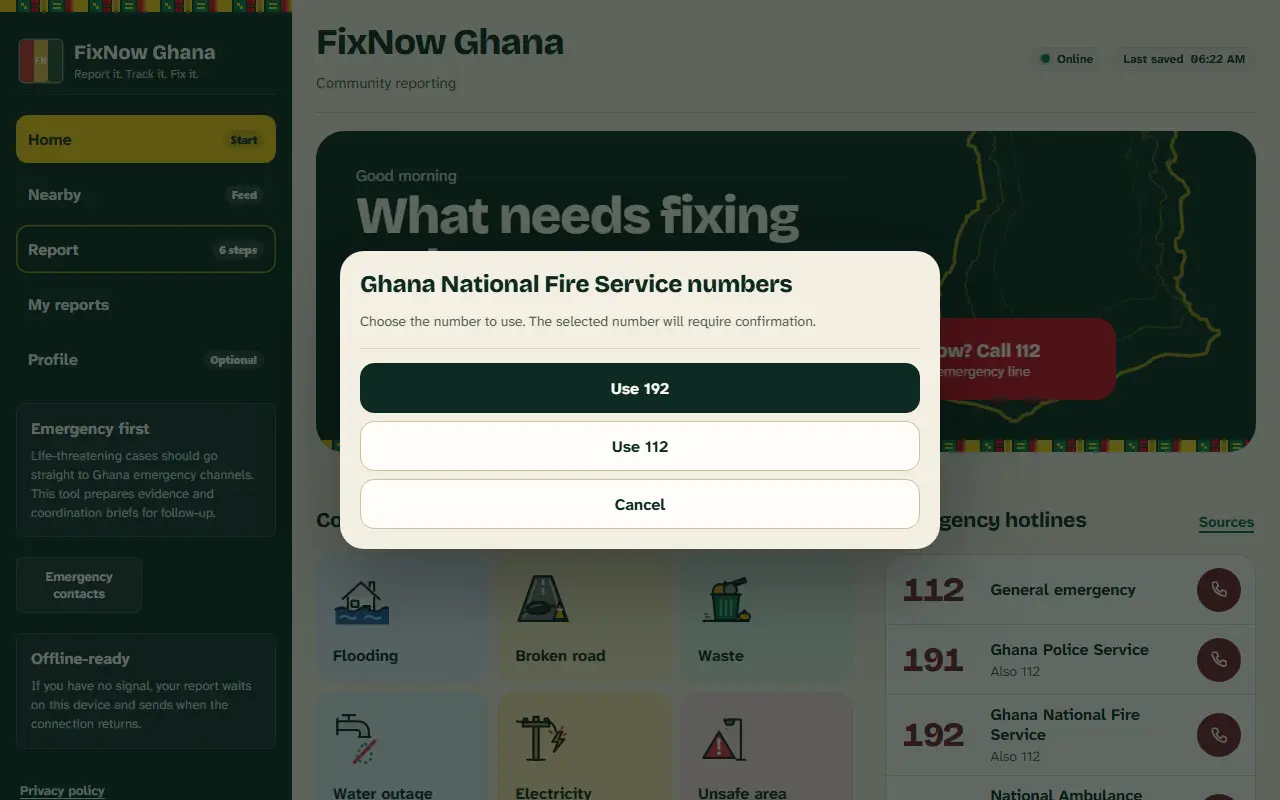 FN
FixNow Ghana
Report it. Track it. Fix it.
Home
Start
Nearby
Feed
Report
6 steps
My reports
Profile
Optional
Emergency first
Life-threatening cases should go
straight to Ghana emergency channels.
This tool prepares evidence and
coordination briefs for follow-up.
Emergency
contacts
Offline-ready
If you have no signal, your report waits
on this device and sends when the
connection returns.
Privacy policy
FixNow Ghana
Community reporting
Online
Last saved 06:22 AM
Good morning
What needs fixing
Ghana National Fire Service numbers
Choose the number to use. The selected number will require confirmation.
Use 192
Use 112
Cancel
Call 112
emergency line
hotlines
Sources
Flooding
Broken road
Waste
Water outage
Electricity
Unsafe area
112
General emergency
191
Ghana Police Service
Also 112
192
Ghana National Fire
Service
Also 112
National Ambulance